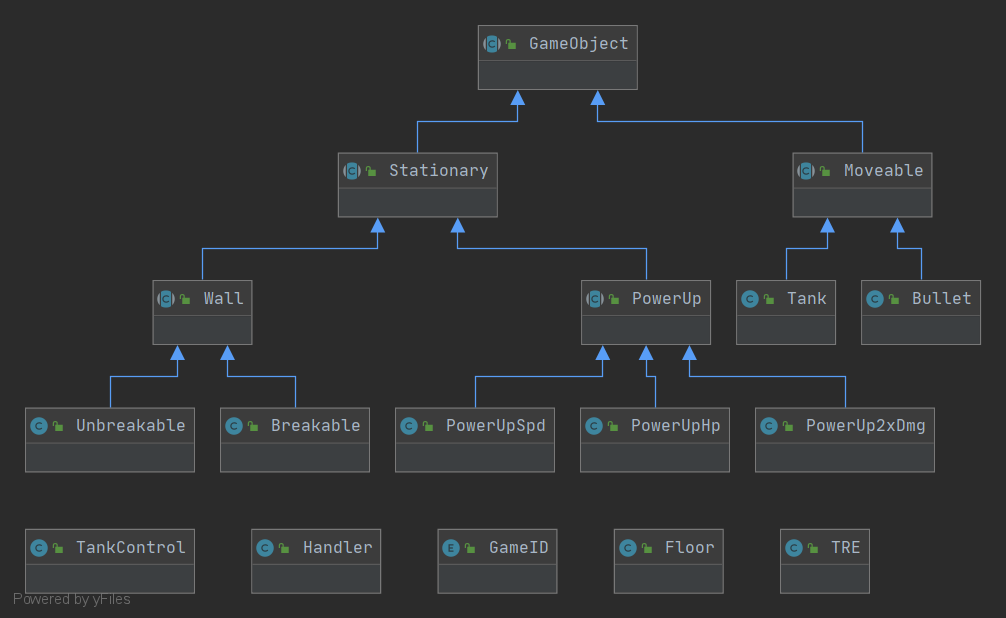 GameObject
Stationary
Moveable
Wall
PowerUp
Tank
Bullet
Unbreakable
Breakable
PowerUpSpd
PowerUpHp
PowerUp2xDmg
TankControl
Handler
GameID
Floor
TRE
Powered by yFiles